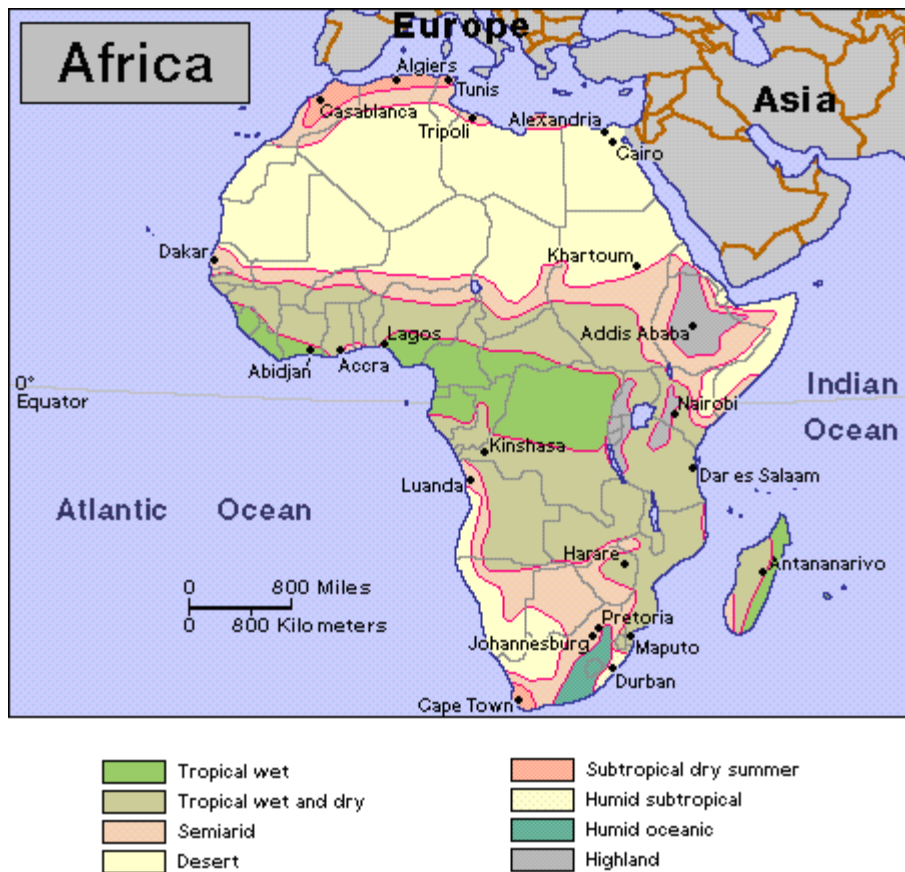 Europe
Africa
Algiers
Tunis
Asia
Casablanca
Alexandria
Tripoli
Cairo
Dakar
Khartoum
Addis Ababa
Lagos
Abidjan
Accra
0°
Equator
Indian
Ocean
Nairobi
Kinshasa
Dar es Salaam
Luanda
Atlantic Ocean
Harare
Antananarivo
0 800 Miles
0 800 Kilometers
Pretoria
Johannesburg
Maputo
Durban
Cape Town
Tropical wet
Tropical wet and dry
Semiarid
Desert
Subtropical dry summer
Humid subtropical
Humid oceanic
Highland